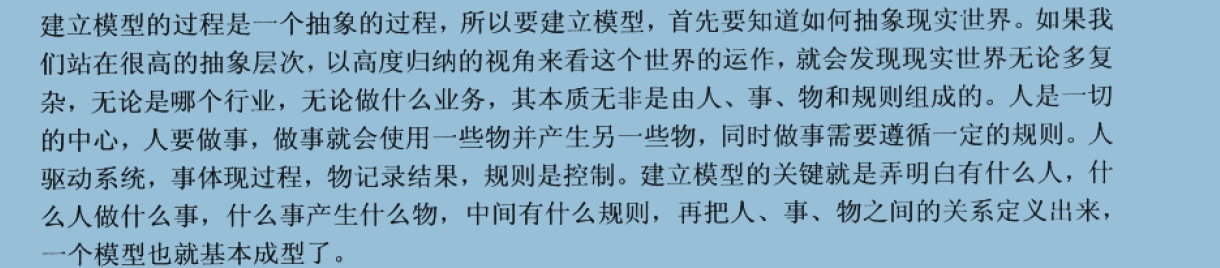 建立模型的过程是一个抽象的过程，所以要建立模型，首先要知道如何抽象现实世界。如果我
们站在很高的抽象层次，以高度归纳的视角来看这个世界的运作，就会发现现实世界无论多复
杂，无论是哪个行业，无论做什么业务，其本质无非是由人、事、物和规则组成的。人是一切
的中心，人要做事，做事就会使用一些物并产生另一些物，同时做事需要遵循一定的规则。人
驱动系统，事体现过程，物记录结果，规则是控制。建立模型的关键就是弄明白有什么人，什
么人做什么事，什么事产生什么物，中间有什么规则，再把人、事、物之间的关系定义出来，
一个模型也就基本成型了。